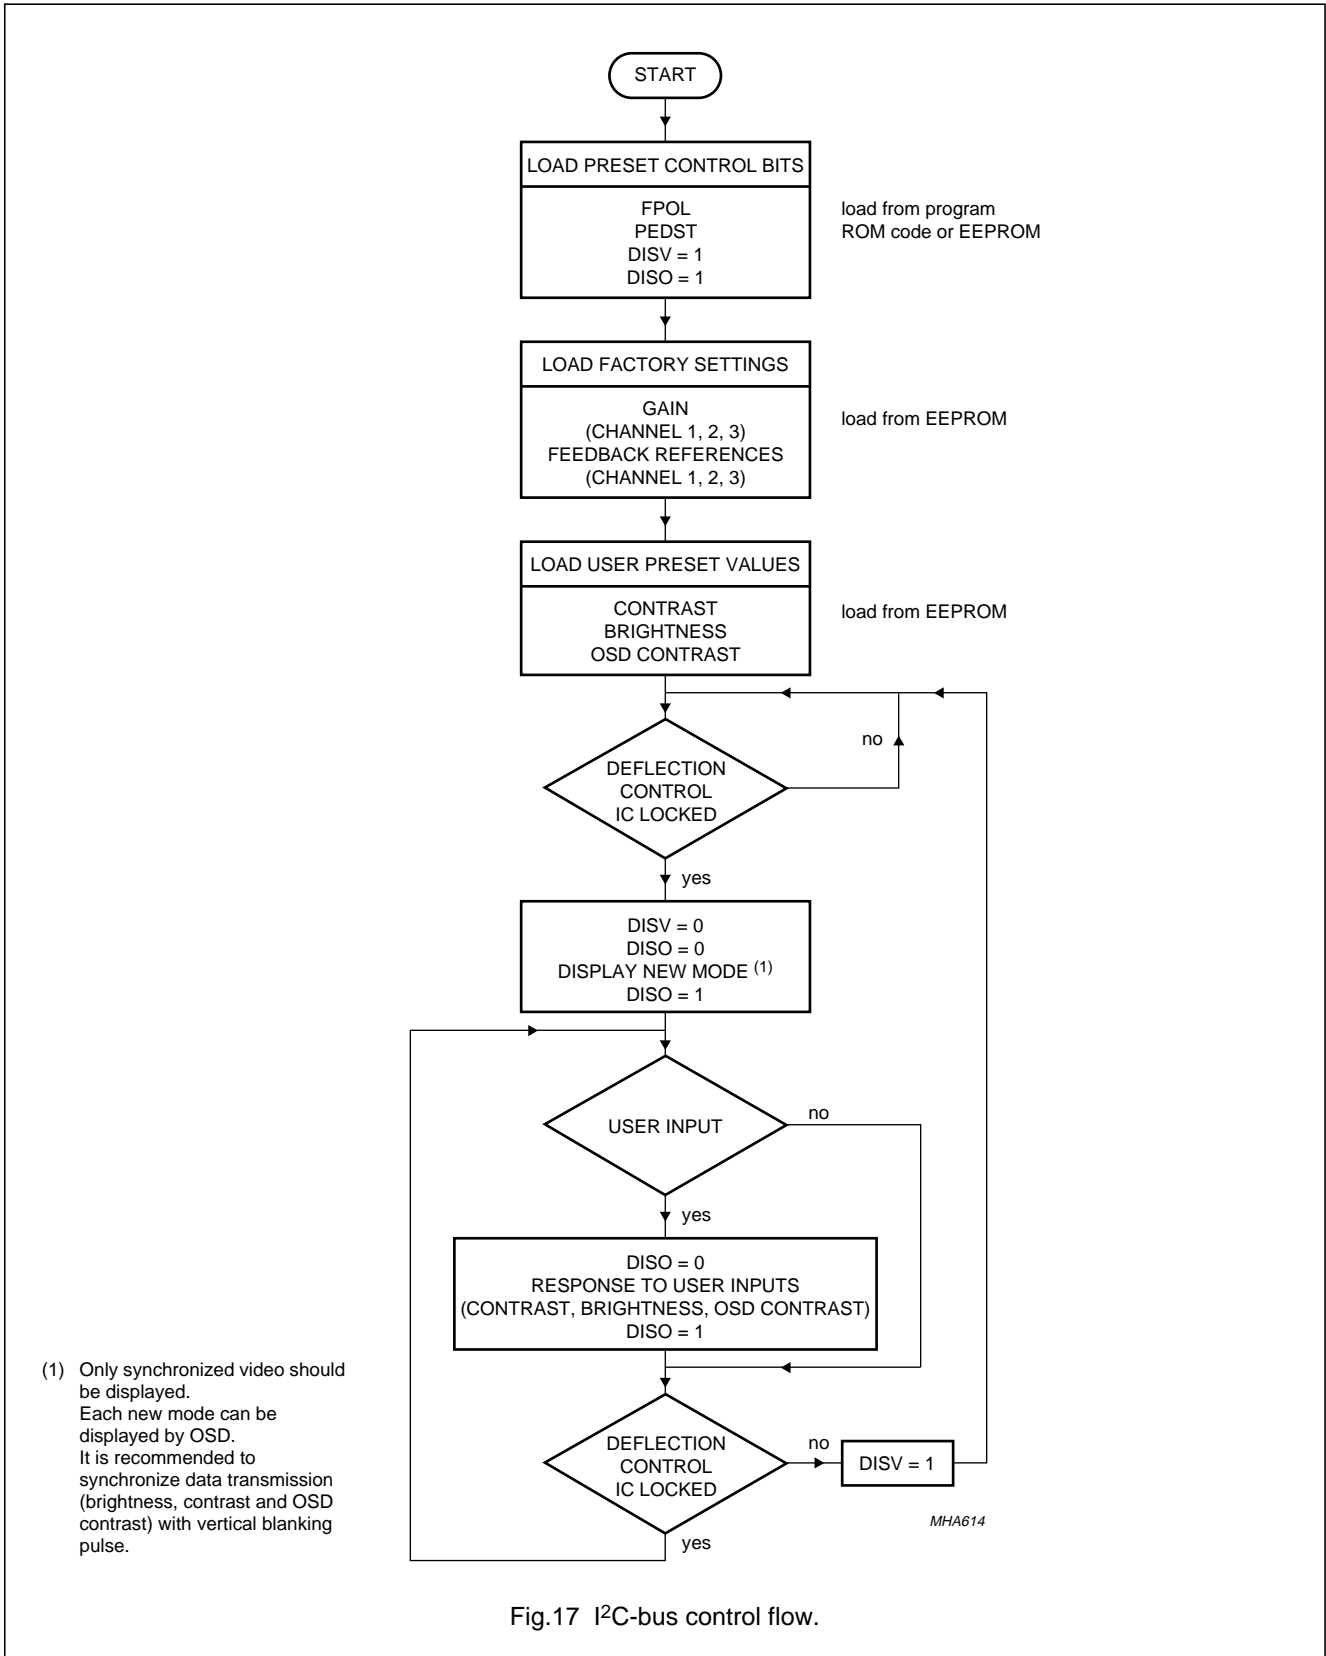 START
LOAD PRESET CONTROL BITS
FPOL
PEDST
DISV = 1
DISO = 1
load from program
ROM code or EEPROM
LOAD FACTORY SETTINGS
GAIN
(CHANNEL 1, 2, 3)
FEEDBACK REFERENCES
(CHANNEL 1, 2, 3)
load from EEPROM
LOAD USER PRESET VALUES
CONTRAST
BRIGHTNESS
OSD CONTRAST
load from EEPROM
no
DEFLECTION
CONTROL
IC LOCKED
yes
DISV = 0
DISO = 0
DISPLAY NEW MODE (1)
DISO = 1
USER INPUT
no
yes
DISO = 0
RESPONSE TO USER INPUTS
(CONTRAST, BRIGHTNESS, OSD CONTRAST)
DISO = 1
DEFLECTION
CONTROL
IC LOCKED
no
DISV = 1
yes
MHA614
(1) Only synchronized video should
be displayed.
Each new mode can be
displayed by OSD.
It is recommended to
synchronize data transmission
(brightness, contrast and OSD
contrast) with vertical blanking
pulse.
Fig.17 I²C-bus control flow.